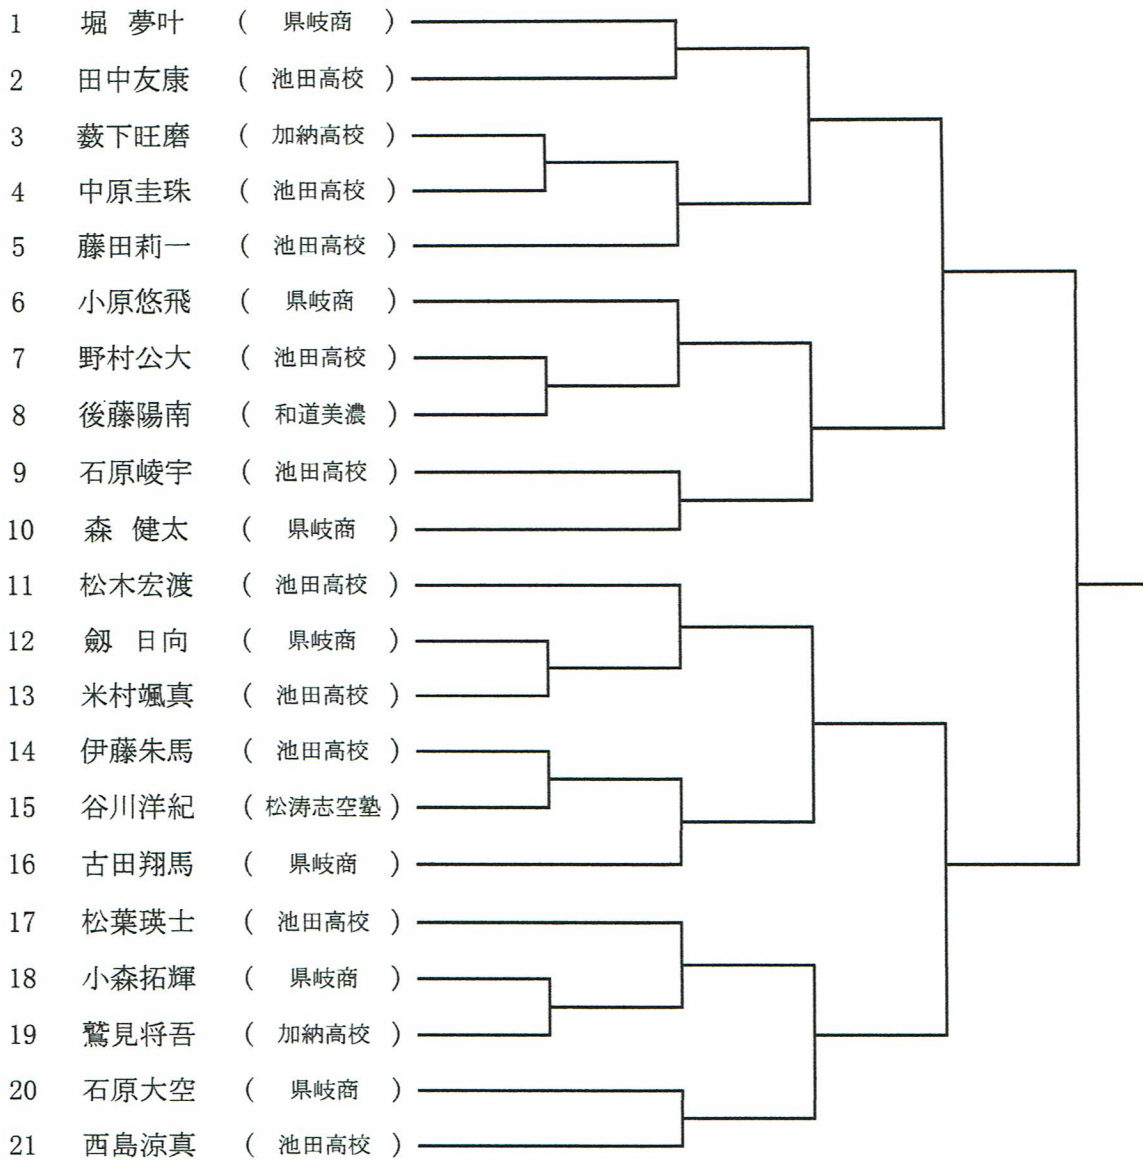 1 堀 夢叶 ( 県岐商 )
2 田中友康 ( 池田高校 )
3 薮下旺磨 ( 加納高校 )
4 中原圭珠 ( 池田高校 )
5 藤田莉一 ( 池田高校 )
6 小原悠飛 ( 県岐商 )
7 野村公大 ( 池田高校 )
8 後藤陽南 ( 和道美濃 )
9 石原崚宇 ( 池田高校 )
10 森 健太 ( 県岐商 )
11 松木宏渡 ( 池田高校 )
12 劔 日向 ( 県岐商 )
13 米村颯真 ( 池田高校 )
14 伊藤朱馬 ( 池田高校 )
15 谷川洋紀 ( 松涛志空塾 )
16 古田翔馬 ( 県岐商 )
17 松葉瑛士 ( 池田高校 )
18 小森拓輝 ( 県岐商 )
19 鷲見将吾 ( 加納高校 )
20 石原大空 ( 県岐商 )
21 西島涼真 ( 池田高校 )